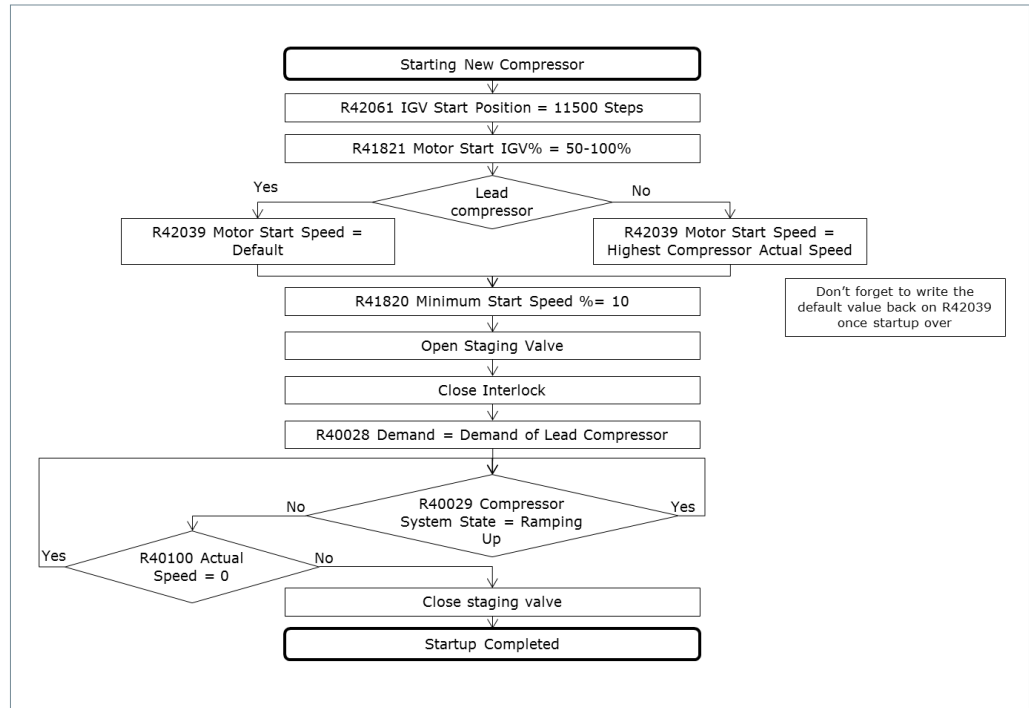 Starting New Compressor
R42061 IGV Start Position = 11500 Steps
R41821 Motor Start IGV% = 50-100%
Yes
Lead
compressor
No
R42039 Motor Start Speed =
Default
R42039 Motor Start Speed =
Highest Compressor Actual Speed
Don't forget to write the
default value back on R42039
once startup over
R41820 Minimum Start Speed %= 10
Open Staging Valve
Close Interlock
R40028 Demand = Demand of Lead Compressor
No
R40029 Compressor
System State = Ramping
Up
Yes
Yes
R40100 Actual
Speed = 0
No
Close staging valve
Startup Completed